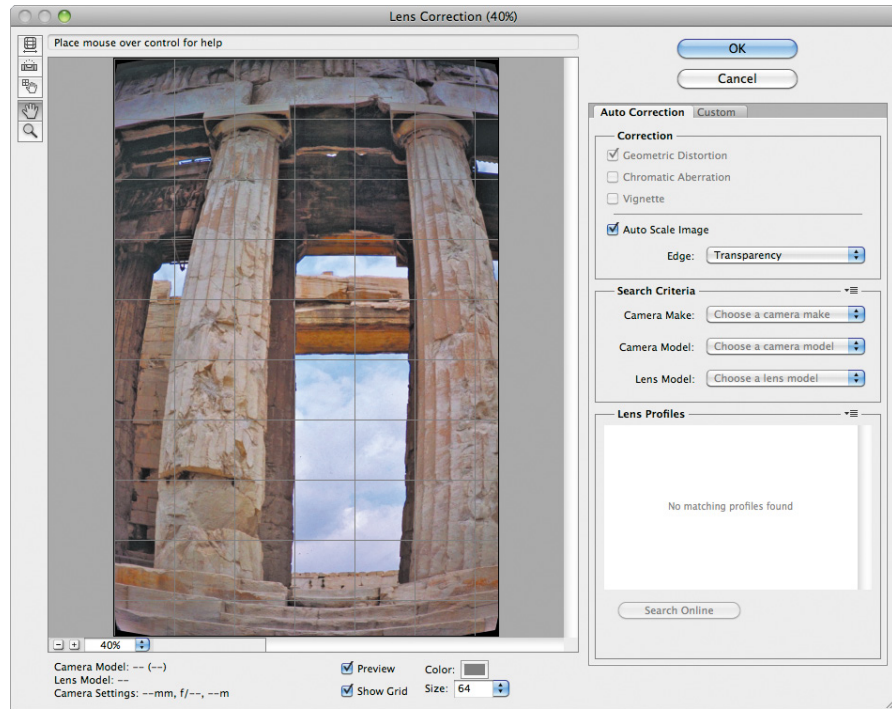 Lens Correction (40%)
Place mouse over control for help
OK
Cancel
Auto Correction Custom
Correction
Geometric Distortion
Chromatic Aberration
Vignette
Auto Scale Image
Edge: Transparency
Search Criteria
Camera Make: Choose a camera make
Camera Model: Choose a camera model
Lens Model: Choose a lens model
Lens Profiles
No matching profiles found
Search Online
40%
Camera Model: -- (--)
Lens Model: --
Camera Settings: --mm, f/--, --m
Preview
Show Grid
Color:
Size: 64